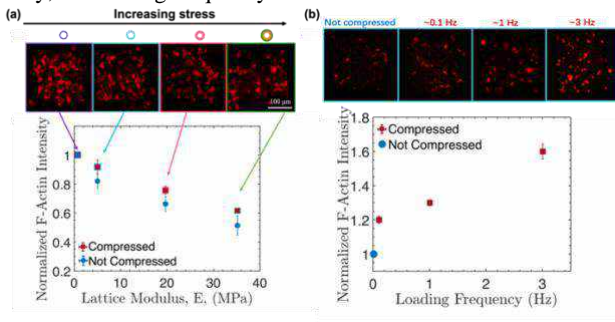 (a)
Increasing stress
100 μm
Normalized F-Actin Intensity
1
0.8
0.6
0.4
0.2
Compressed
Not Compressed
0 10 20 30 40
Lattice Modulus, E, (MPa)
(b)
Not compressed ~0.1 Hz ~1 Hz ~3 Hz
Normalized F-Actin Intensity
1.8
1.6
1.4
1.2
1
Compressed
Not Compressed
0 1 2 3
Loading Frequency (Hz)